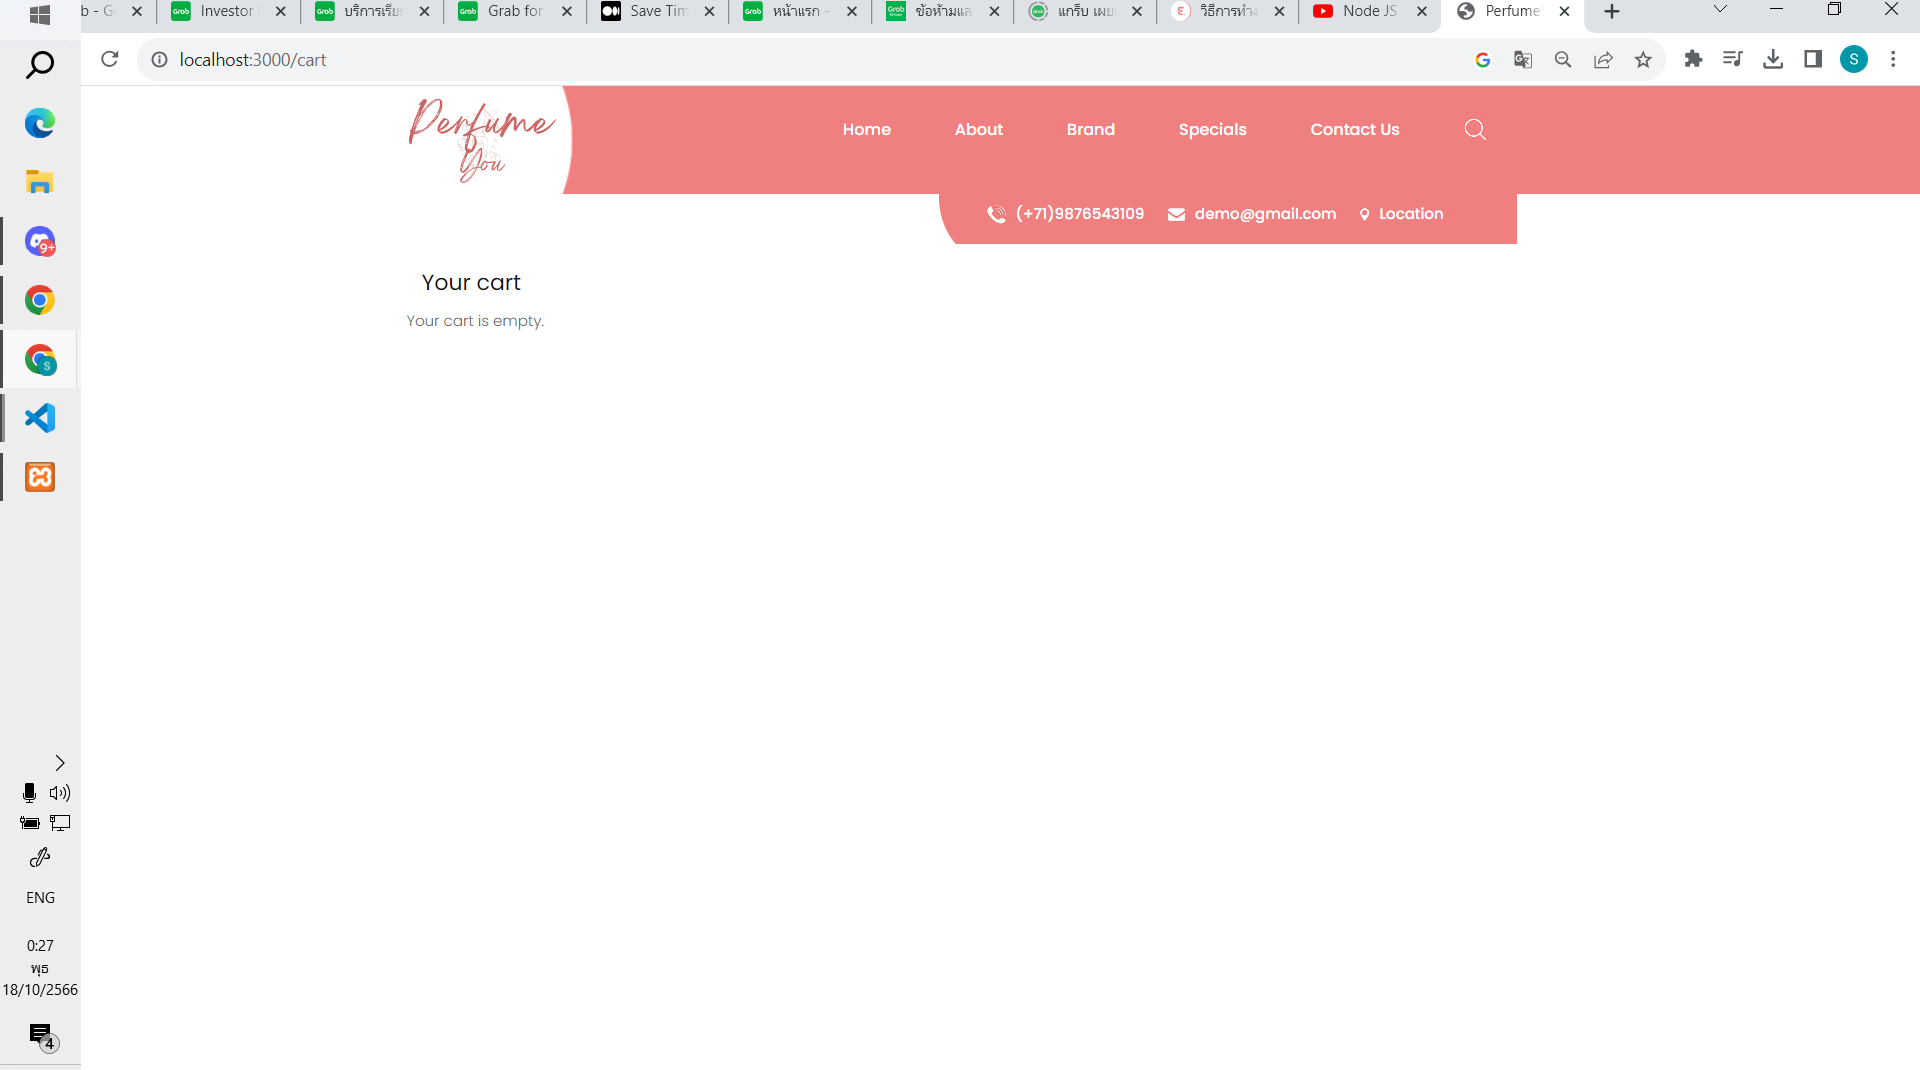 b - G
Investor
บริการเรีย
Grab for
Save Tim
หน้าแรก -
ข้อห้ามแล
แกร็บ เผย
วิธีการทำง
Node JS
Perfume
localhost:3000/cart
S
Perfume
You
Home
About
Brand
Specials
Contact Us
(+71)9876543109
demo@gmail.com
Location
Your cart
Your cart is empty.
9+
S
ENG
0:27
พุธ
18/10/2566
4